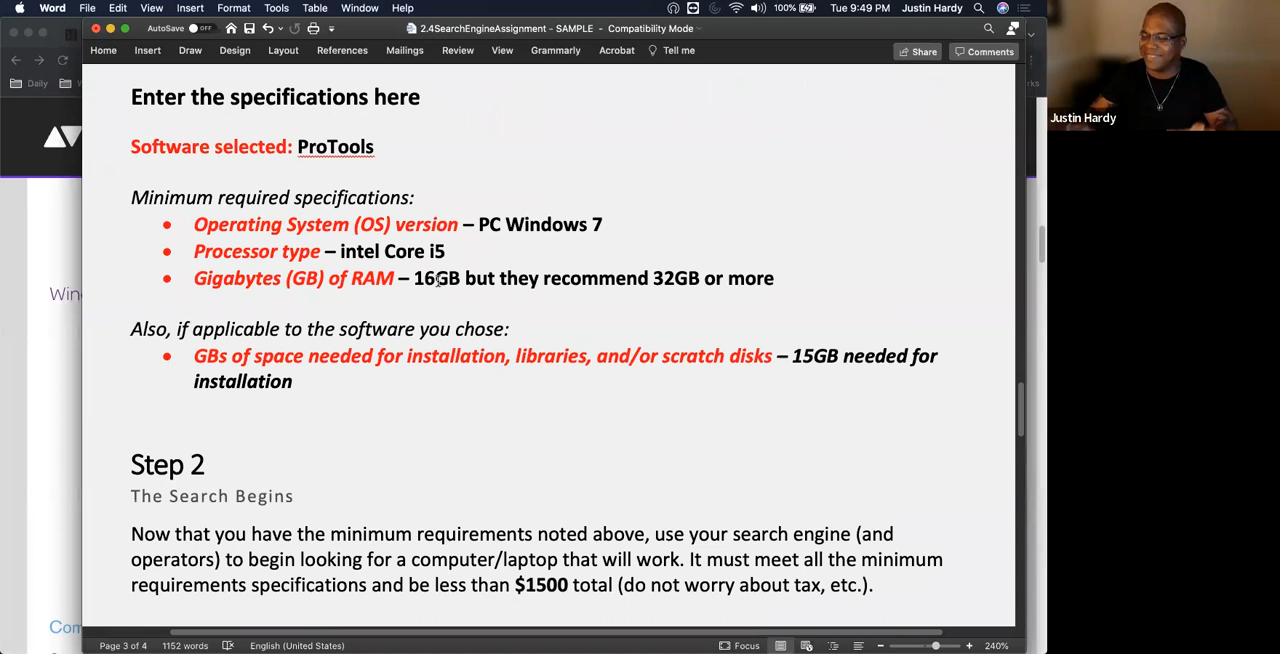 Word File Edit View Insert Format Tools Table Window Help 100% Tue 9:49 PM Justin Hardy
AutoSave OFF 2.4SearchEngineAssignment - SAMPLE - Compatibility Mode
Home Insert Draw Design Layout References Mailings Review View Grammarly Acrobat Tell me Share Comments
Daily
Enter the specifications here
Software selected: ProTools
Minimum required specifications:
• Operating System (OS) version – PC Windows 7
• Processor type – intel Core i5
• Gigabytes (GB) of RAM – 16GB but they recommend 32GB or more
Also, if applicable to the software you chose:
• GBs of space needed for installation, libraries, and/or scratch disks – 15GB needed for
installation
Step 2
The Search Begins
Now that you have the minimum requirements noted above, use your search engine (and
operators) to begin looking for a computer/laptop that will work. It must meet all the minimum
requirements specifications and be less than $1500 total (do not worry about tax, etc.).
Page 3 of 4 1152 words English (United States) Focus 240%
Justin Hardy